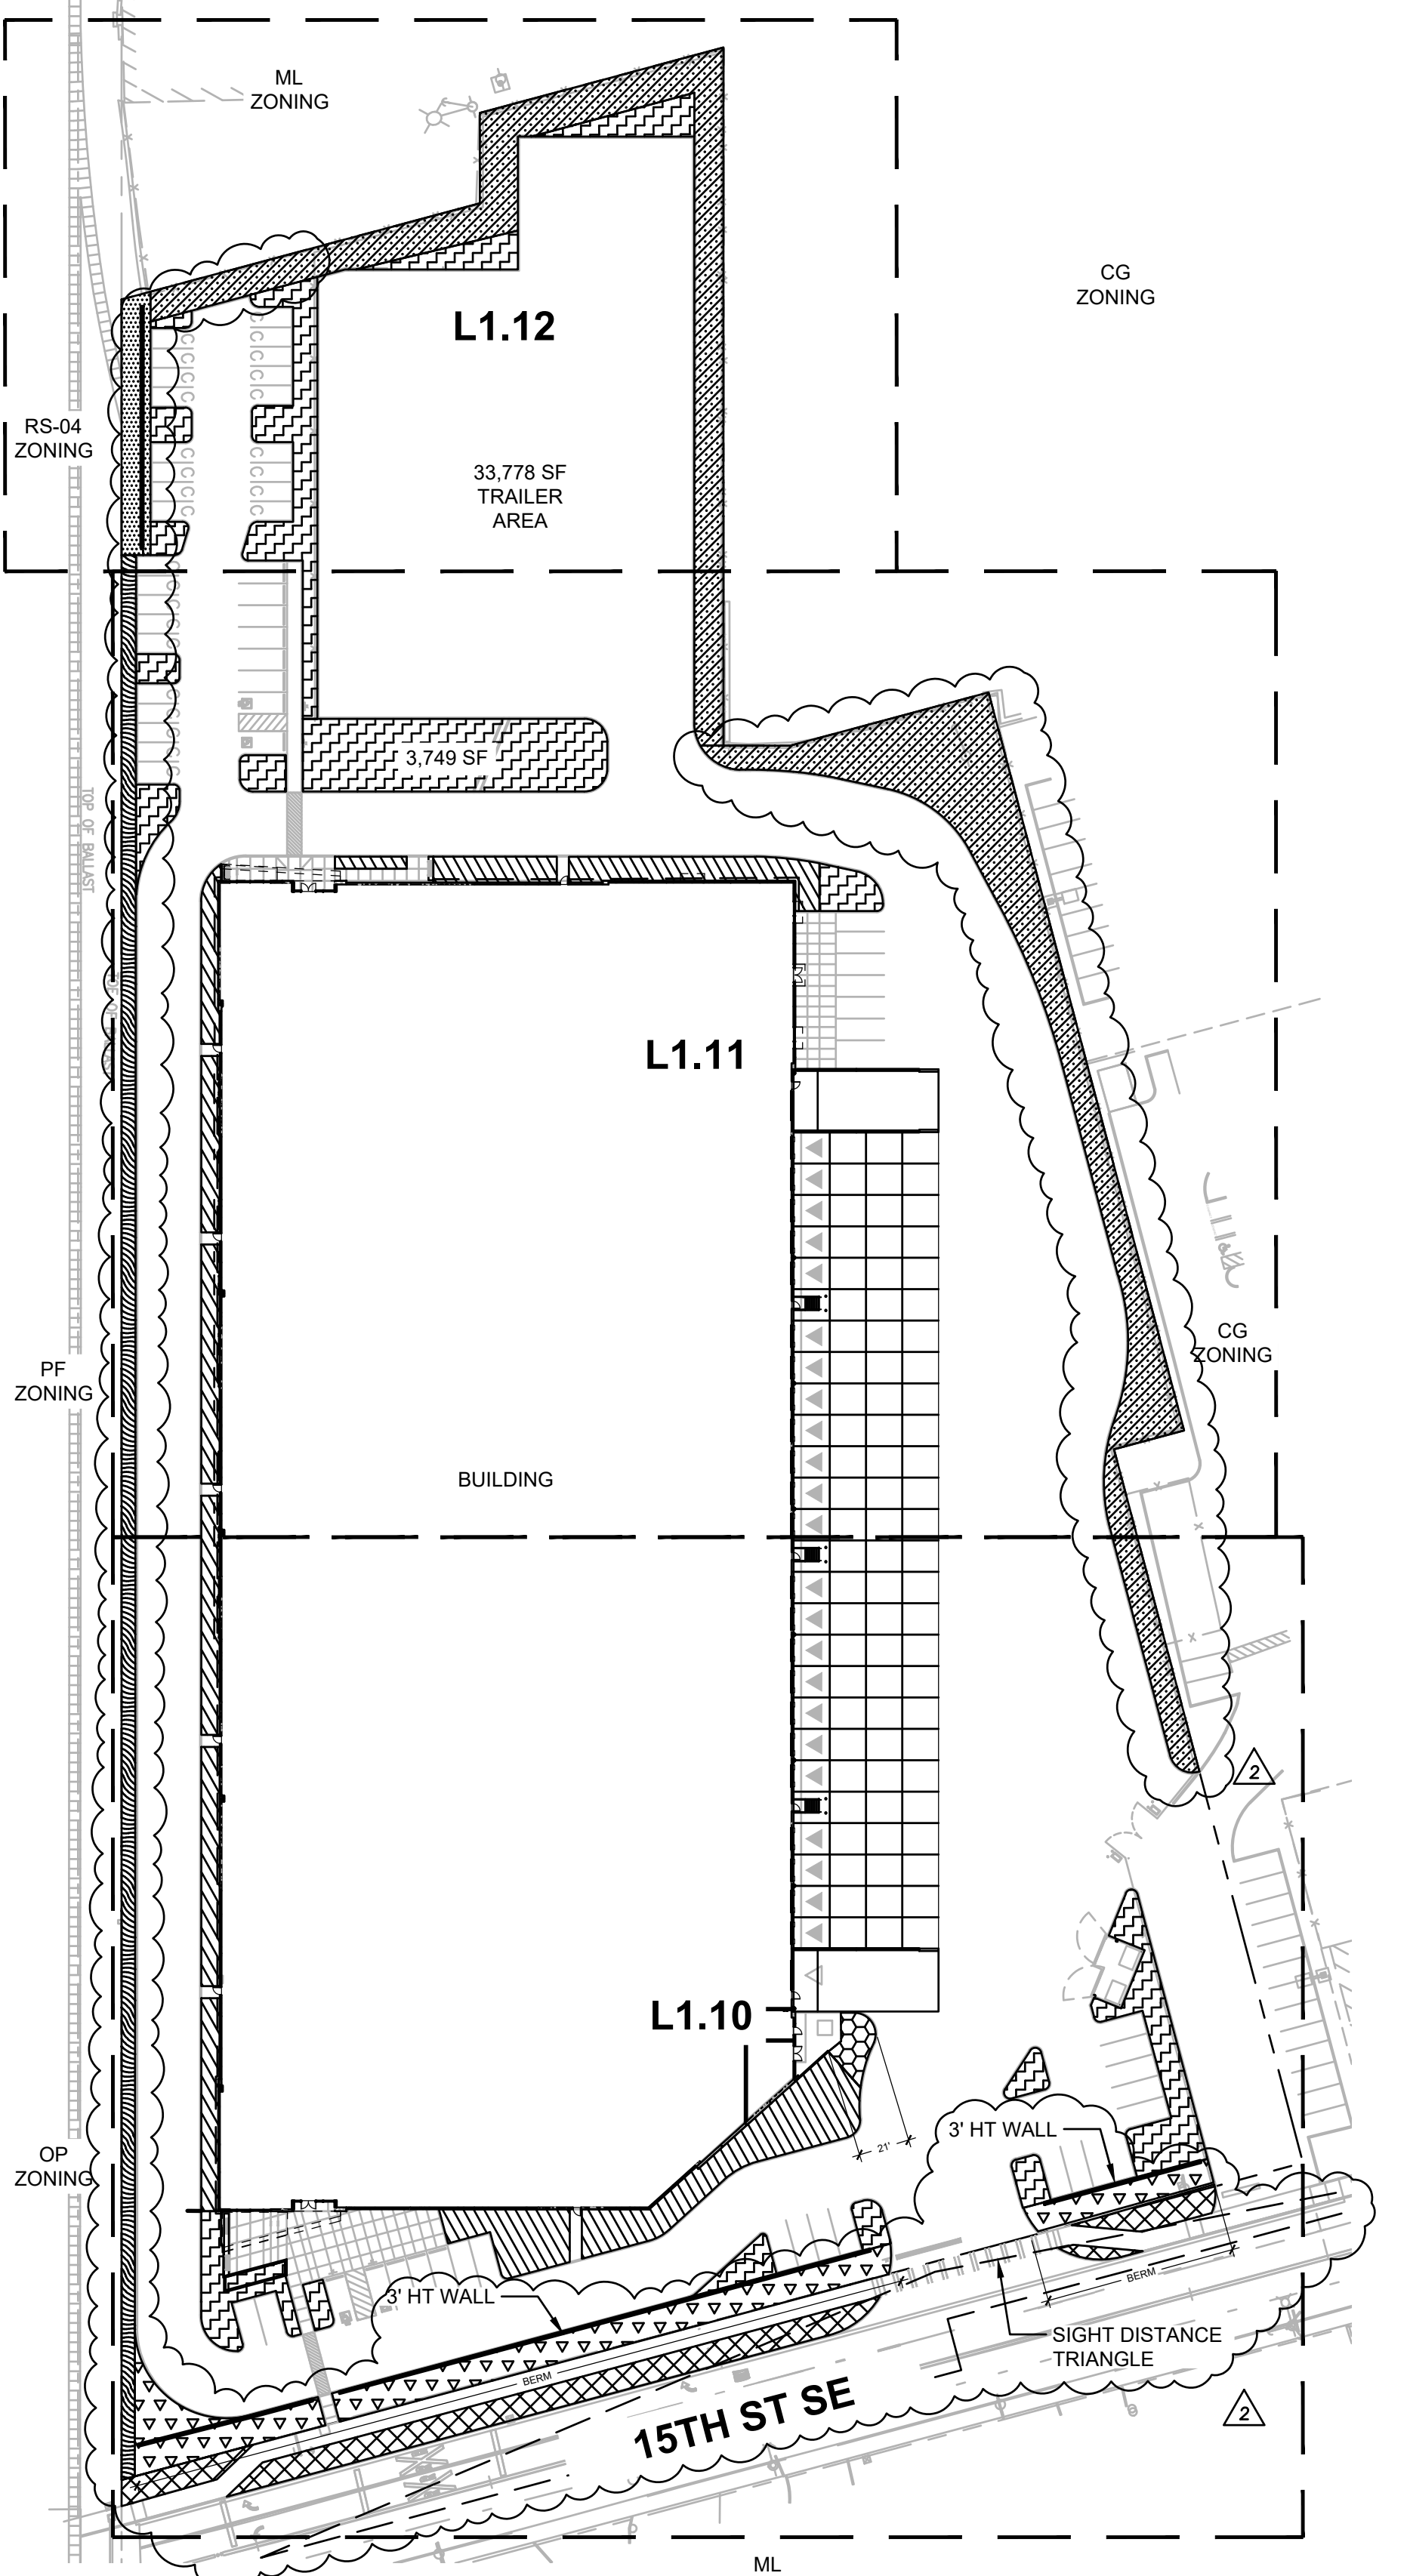 ML
ZONING
CG
ZONING
L1.12
RS-04
ZONING
33,778 SF
TRAILER
AREA
3,749 SF
TOP OF BALLAST
L1.11
CG
ZONING
PF
ZONING
BUILDING
2
L1.10
3' HT WALL
21'
OP
ZONING
BERM
3' HT WALL
SIGHT DISTANCE
TRIANGLE
BERM
15TH ST SE
2
ML